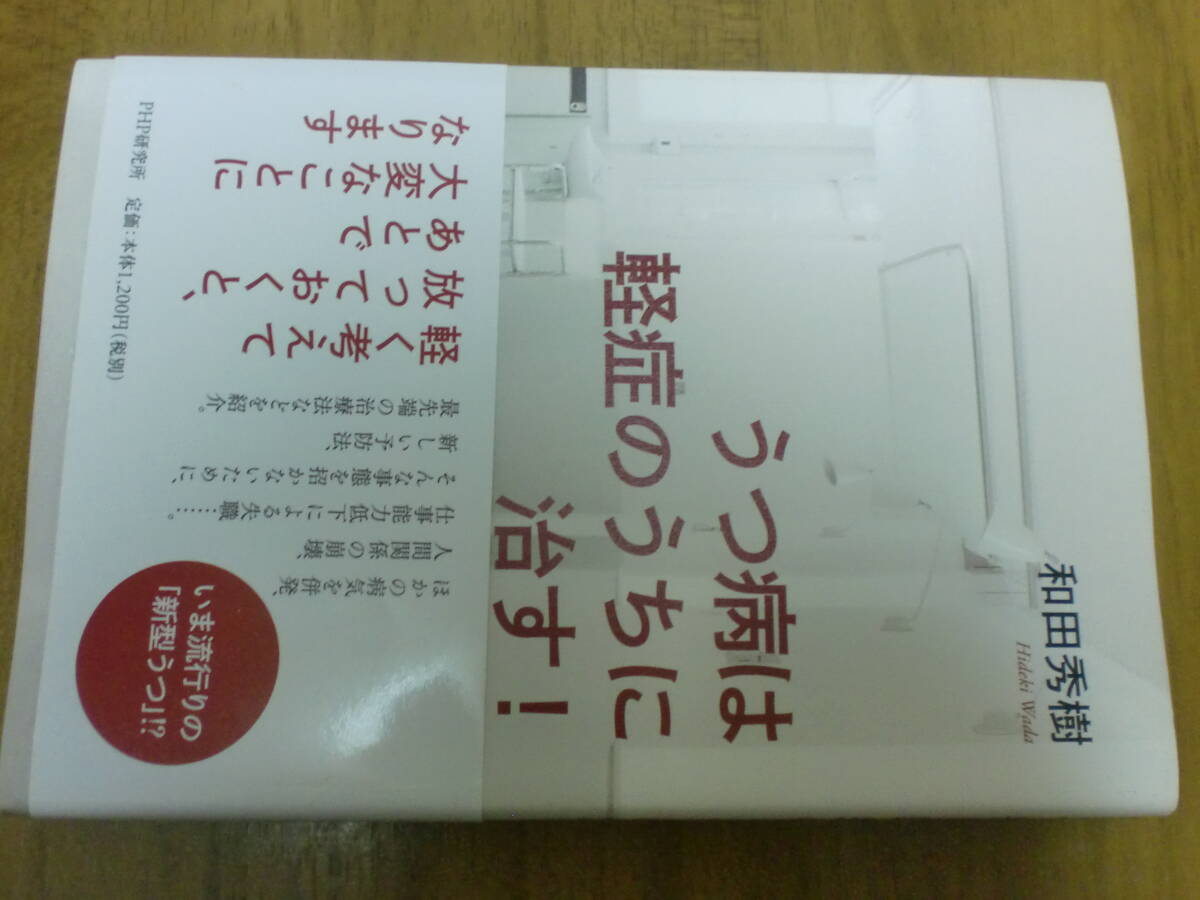 和田秀樹
Hideki Wada
うつ病は
軽症のうちに
治す！
ほかの病気を併発、
人間関係の崩壊、
仕事能力低下による失職……。
そんな事態を招かないために、
新しい予防法、
最先端の治療法などを紹介。
軽く考えて
放っておくと、
あとで
大変なことに
なります
いま流行りの
「新型うつ」!?
PHP研究所　定価：本体1,200円（税別）